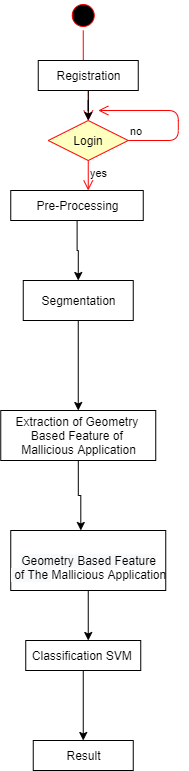 Registration
Login
no
yes
Pre-Processing
Segmentation
Extraction of Geometry
Based Feature of
Mallicious Application
Geometry Based Feature
of The Mallicious Application
Classification SVM
Result